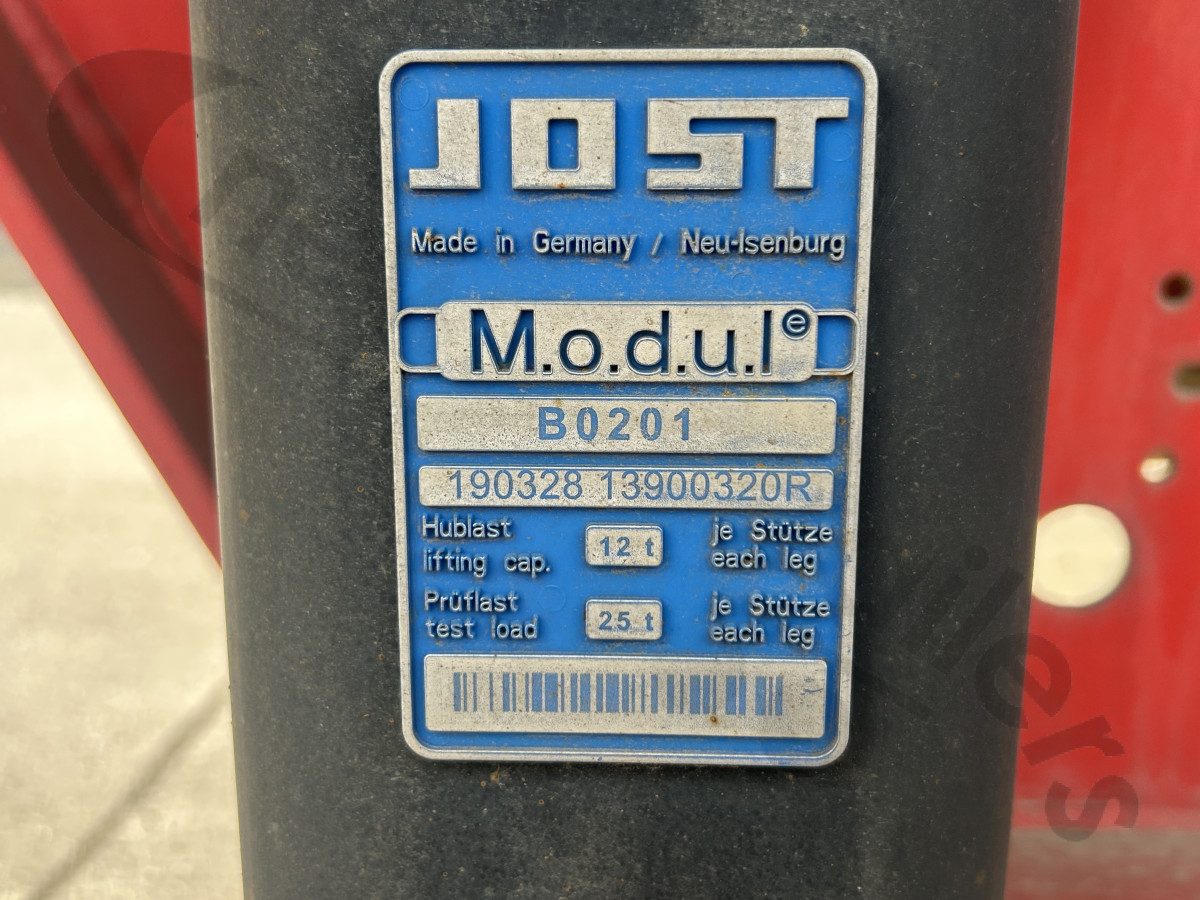 JOST
Made in Germany / Neu-Isenburg
M.o.d.u.l e
B0201
190328 13900320R
Hublast 12 t je Stütze
lifting cap. each leg
Prüflast 25 t je Stütze
test load each leg
ilers